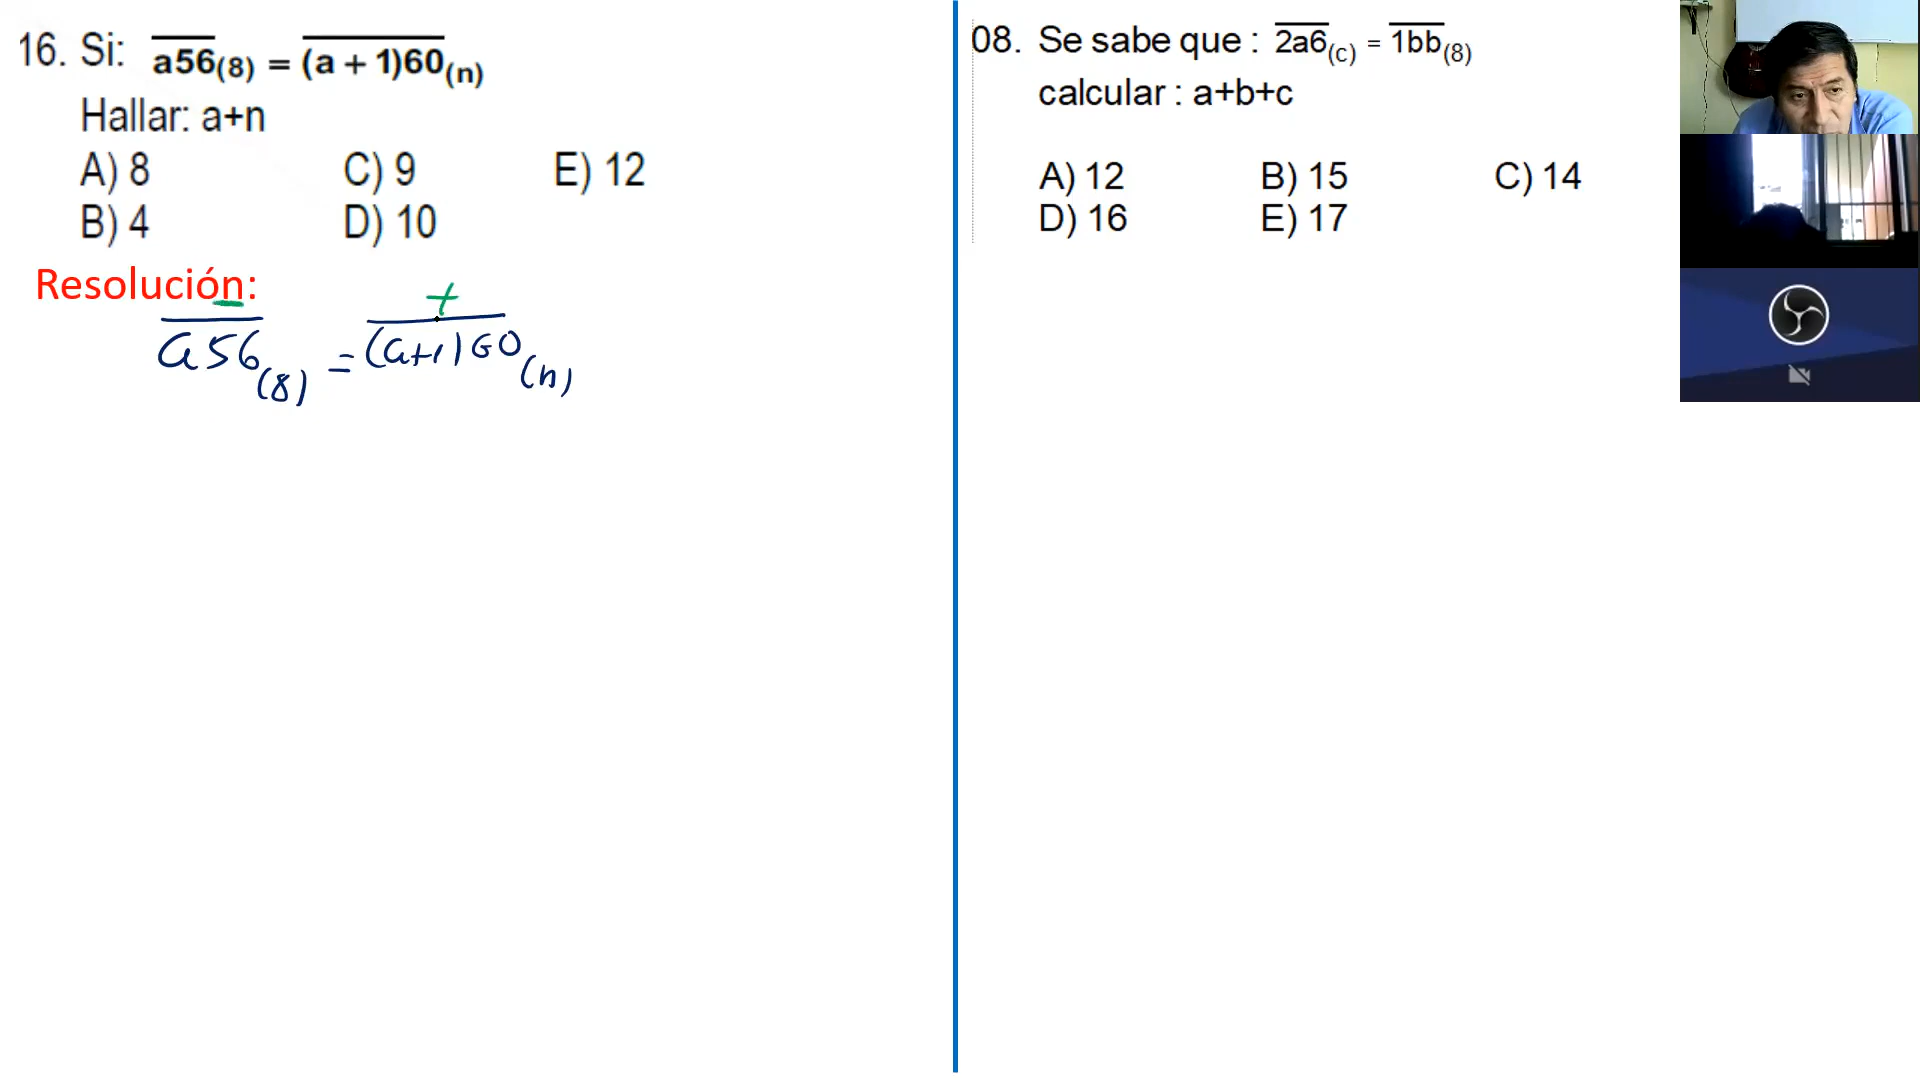 16. Si: a56(8) = (a + 1)60(n)
Hallar: a+n
A) 8 C) 9 E) 12
B) 4 D) 10
Resolución:
- +
a56(8) = (a+1)60(n)
08. Se sabe que : 2a6(c) = 1bb(8)
calcular : a+b+c
A) 12 B) 15 C) 14
D) 16 E) 17